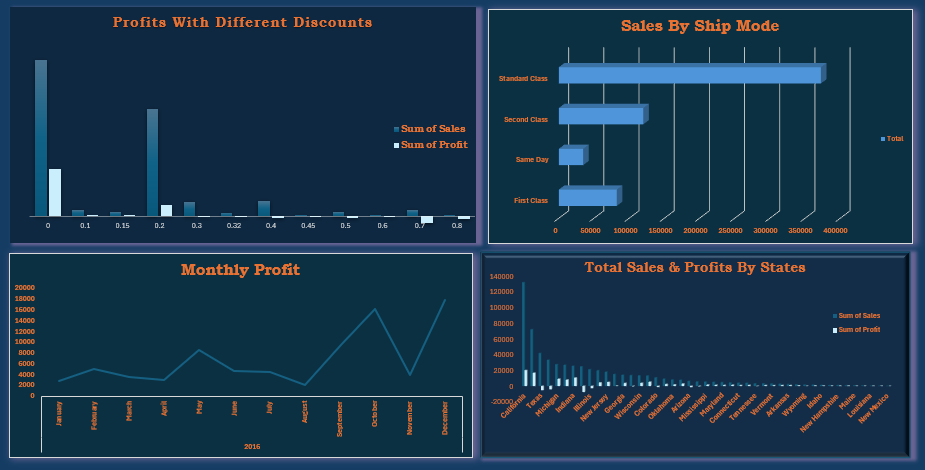 Profits With Different Discounts
Sum of Sales
Sum of Profit
0 0.1 0.15 0.2 0.3 0.32 0.4 0.45 0.5 0.6 0.7 0.8
Sales By Ship Mode
Standard Class
Second Class
Same Day
First Class
Total
0 50000 100000 150000 200000 250000 300000 350000 400000
Monthly Profit
20000
18000
16000
14000
12000
10000
8000
6000
4000
2000
0
January February March April May June July August September October November December
2016
Total Sales & Profits By States
140000
120000
100000
80000
60000
40000
20000
0
-20000
Sum of Sales
Sum of Profit
California Texas Michigan Indiana Illinois New Jersey Georgia Wisconsin Colorado Oklahoma Arizona Mississippi Maryland Connecticut Tennessee Vermont Arkansas Wyoming Idaho New Hampshire Maine Louisiana New Mexico